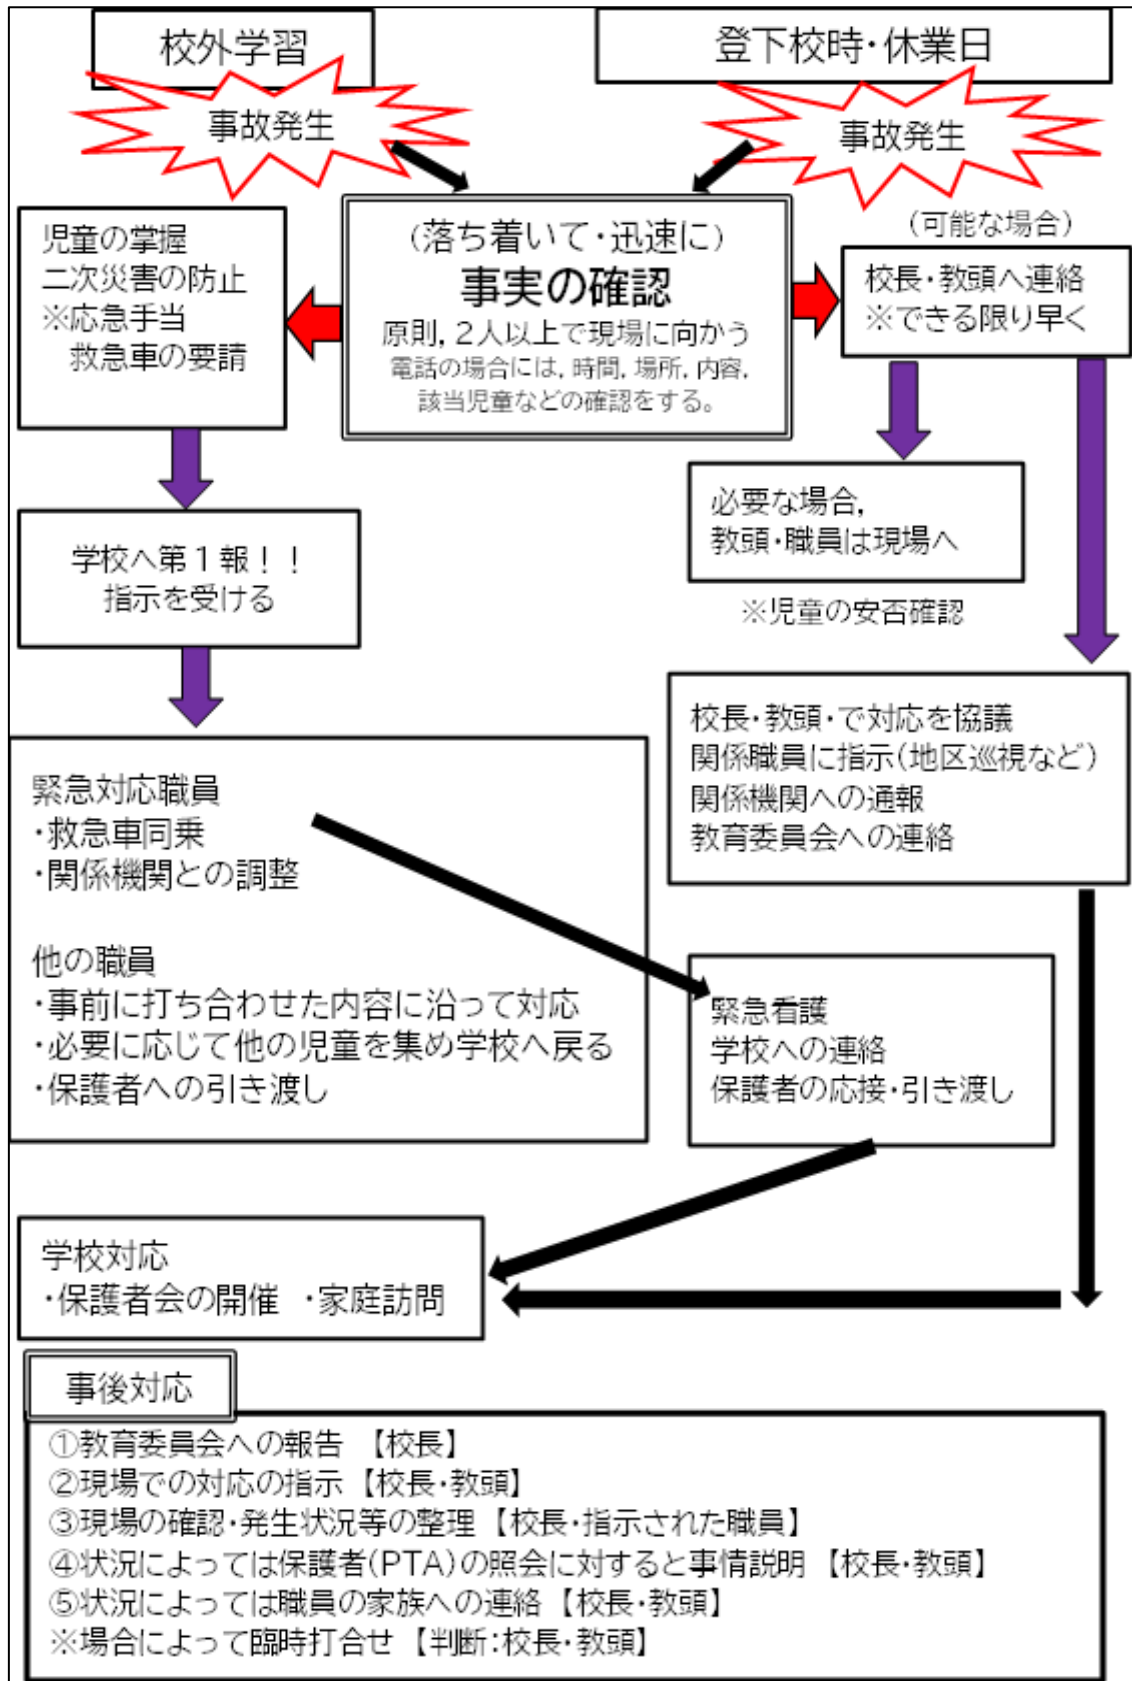 校外学習
登下校時・休業日
事故発生
事故発生
(落ち着いて・迅速に)
事実の確認
原則，２人以上で現場に向かう
電話の場合には，時間，場所，内容，
該当児童などの確認をする。
児童の掌握
二次災害の防止
※応急手当
救急車の要請
(可能な場合)
校長・教頭へ連絡
※できる限り早く
学校へ第１報！！
指示を受ける
必要な場合，
教頭・職員は現場へ
※児童の安否確認
校長・教頭・で対応を協議
関係職員に指示(地区巡視など)
関係機関への通報
教育委員会への連絡
緊急対応職員
・救急車同乗
・関係機関との調整
他の職員
・事前に打ち合わせた内容に沿って対応
・必要に応じて他の児童を集め学校へ戻る
・保護者への引き渡し
緊急看護
学校への連絡
保護者の応接・引き渡し
学校対応
・保護者会の開催 ・家庭訪問
事後対応
①教育委員会への報告 【校長】
②現場での対応の指示 【校長・教頭】
③現場の確認・発生状況等の整理 【校長・指示された職員】
④状況によっては保護者(PTA)の照会に対すると事情説明 【校長・教頭】
⑤状況によっては職員の家族への連絡 【校長・教頭】
※場合によって臨時打合せ 【判断：校長・教頭】